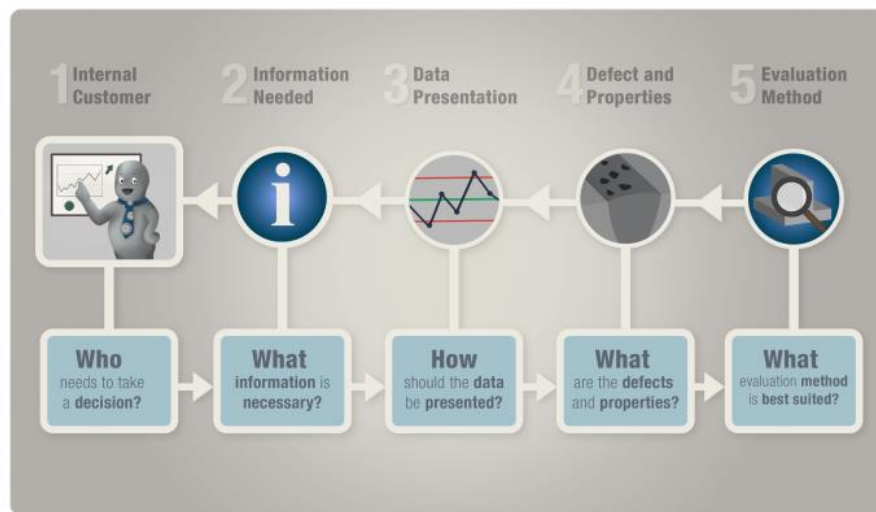 1 Internal
Customer
2 Information
Needed
3 Data
Presentation
4 Defect and
Properties
5 Evaluation
Method
i
Who
needs to take
a decision?
What
information is
necessary?
How
should the data
be presented?
What
are the defects
and properties?
What
evaluation method
is best suited?